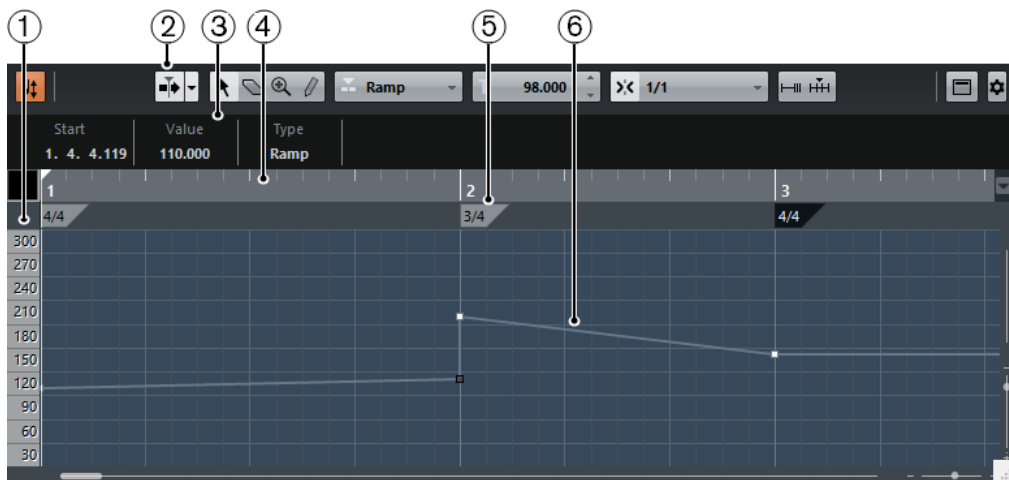 1 2 3 4 5 6
Ramp 98.000 1/1
Start Value Type
1. 4. 4.119 110.000 Ramp
1 2 3
4/4 3/4 4/4
300
270
240
210
180
150
120
90
60
30